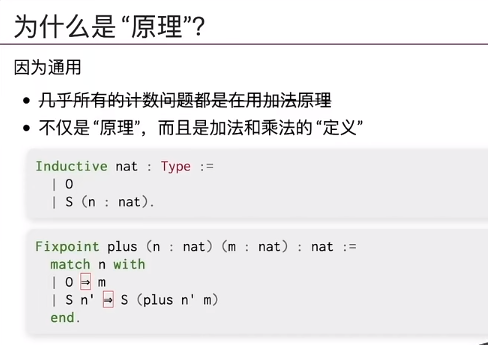 为什么是“原理”?
因为通用
• 几乎所有的计数问题都是在用加法原理
• 不仅是“原理”，而且是加法和乘法的“定义”
Inductive nat : Type :=
| O
| S (n : nat).
Fixpoint plus (n : nat) (m : nat) : nat :=
match n with
| O ⇒ m
| S n' ⇒ S (plus n' m)
end.